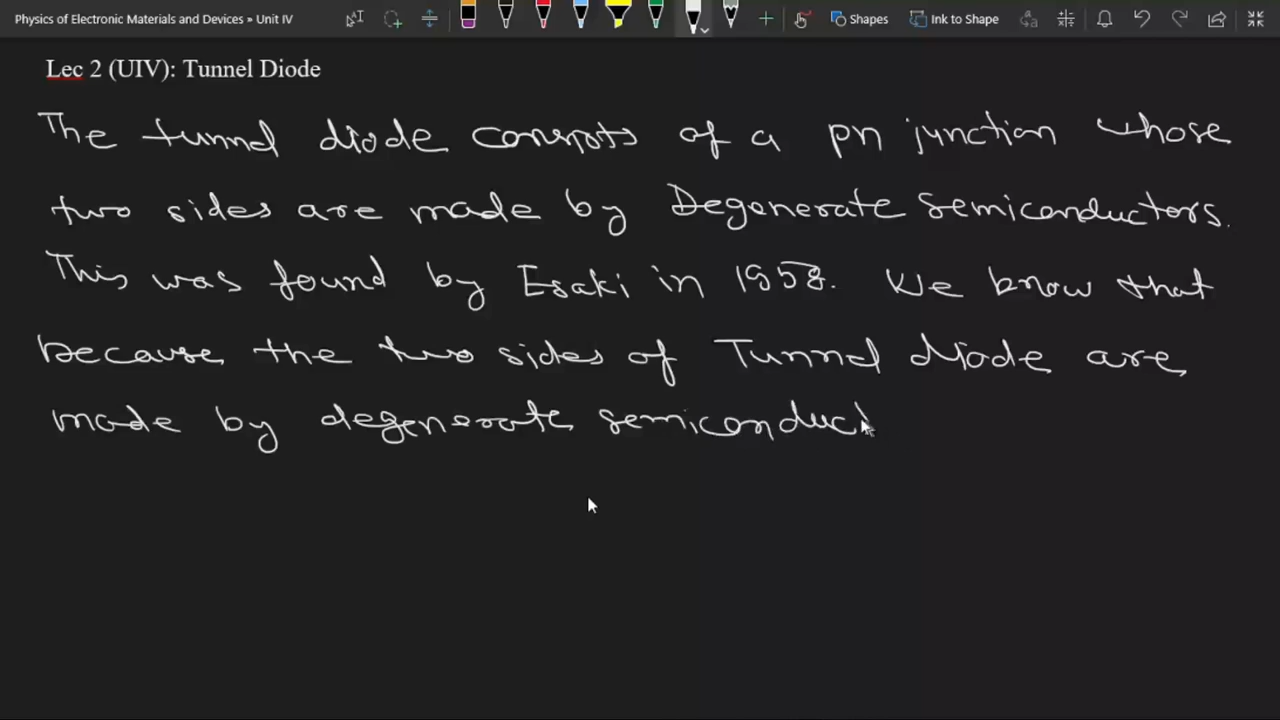 Physics of Electronic Materials and Devices » Unit IV
Shapes
Ink to Shape
Lec 2 (UIV): Tunnel Diode
The tunnel diode consists of a pn junction whose
two sides are made by Degenerate semiconductors.
This was found by Esaki in 1958. We know that
because the two sides of Tunnel Diode are
made by degenerate semiconduct